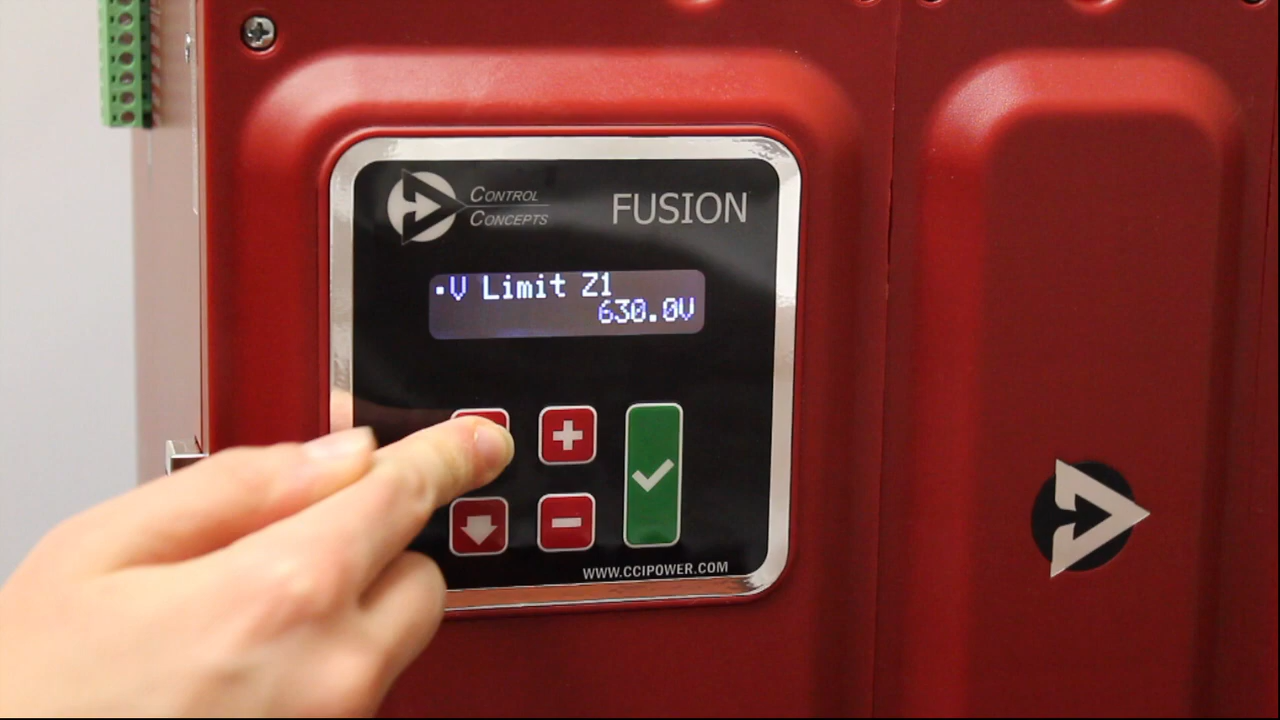 CONTROL
CONCEPTS
FUSION
▪V Limit Z1
630.0V
WWW.CCIPOWER.COM